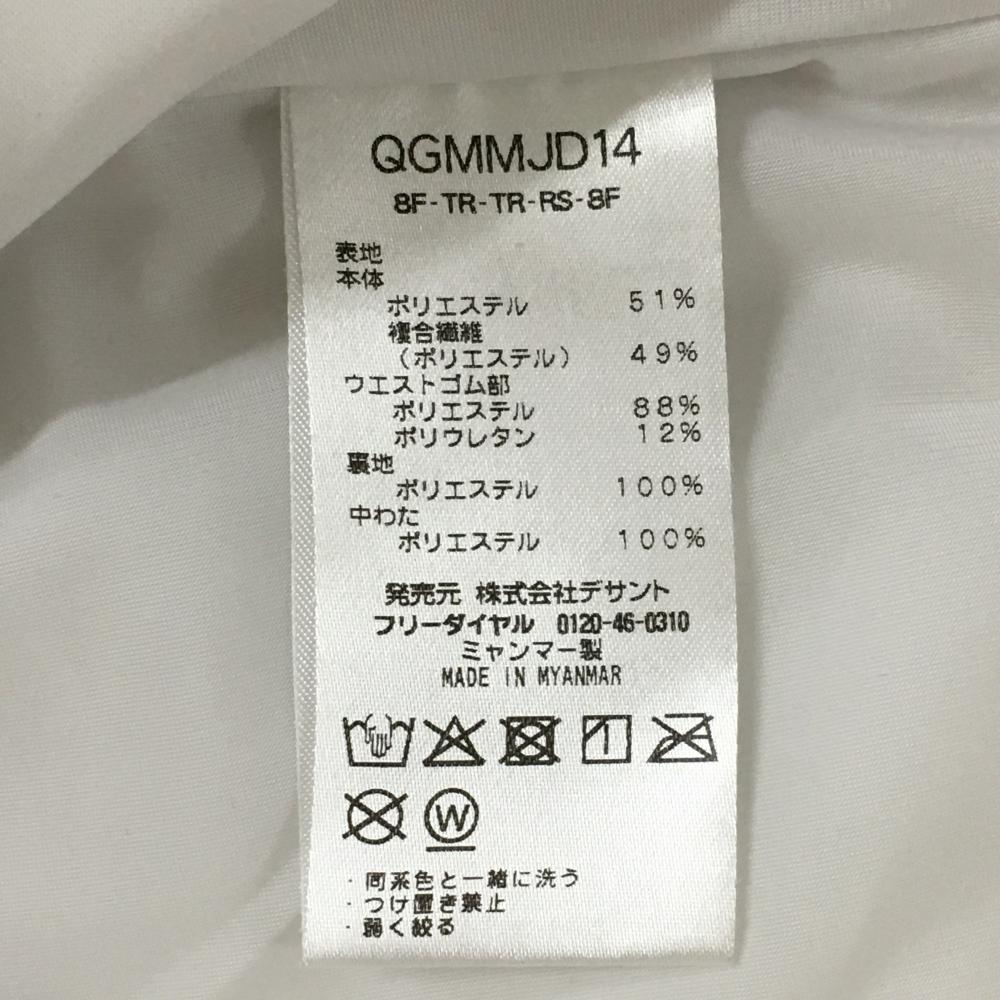 QGMMJD14
8F-TR-TR-RS-8F
表地
本体
ポリエステル 51%
複合繊維
(ポリエステル) 49%
ウエストゴム部
ポリエステル 88%
ポリウレタン 12%
裏地
ポリエステル 100%
中わた
ポリエステル 100%
発売元 株式会社デサント
フリーダイヤル 0120-46-0310
ミャンマー製
MADE IN MYANMAR
W
・同系色と一緒に洗う
・つけ置き禁止
・弱く絞る